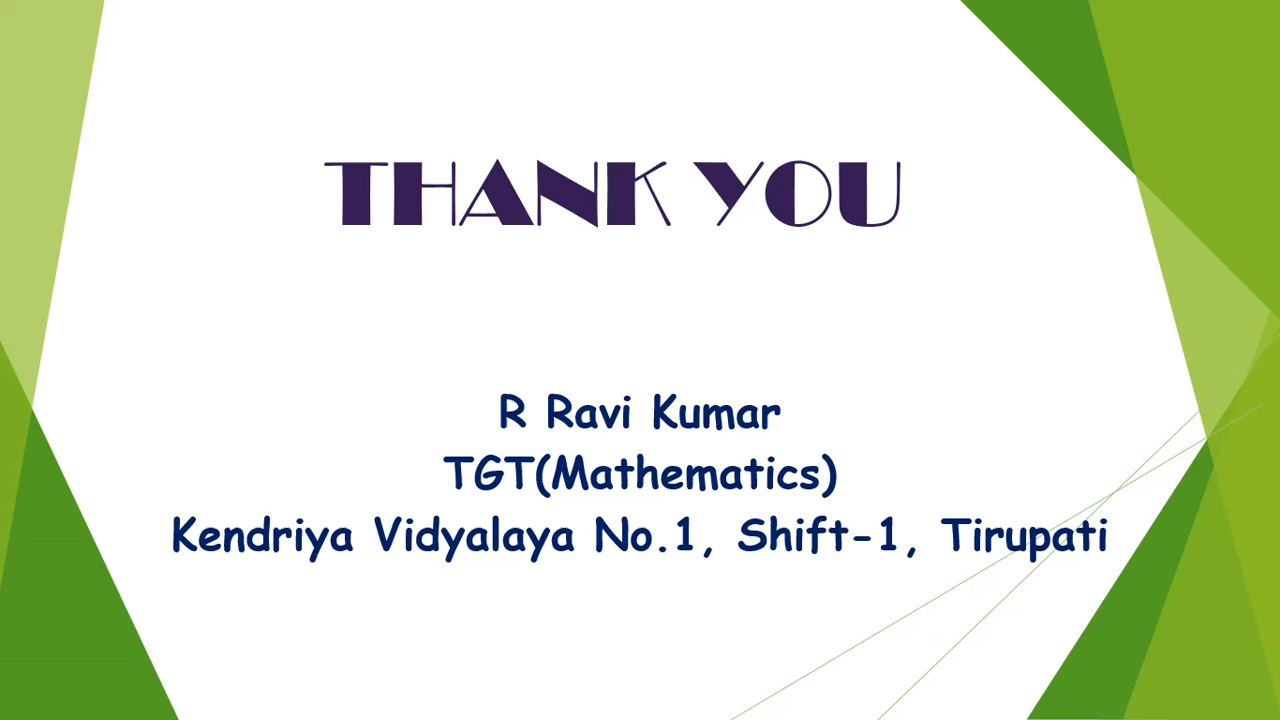 THANK YOU
R Ravi Kumar
TGT(Mathematics)
Kendriya Vidyalaya No.1, Shift-1, Tirupati